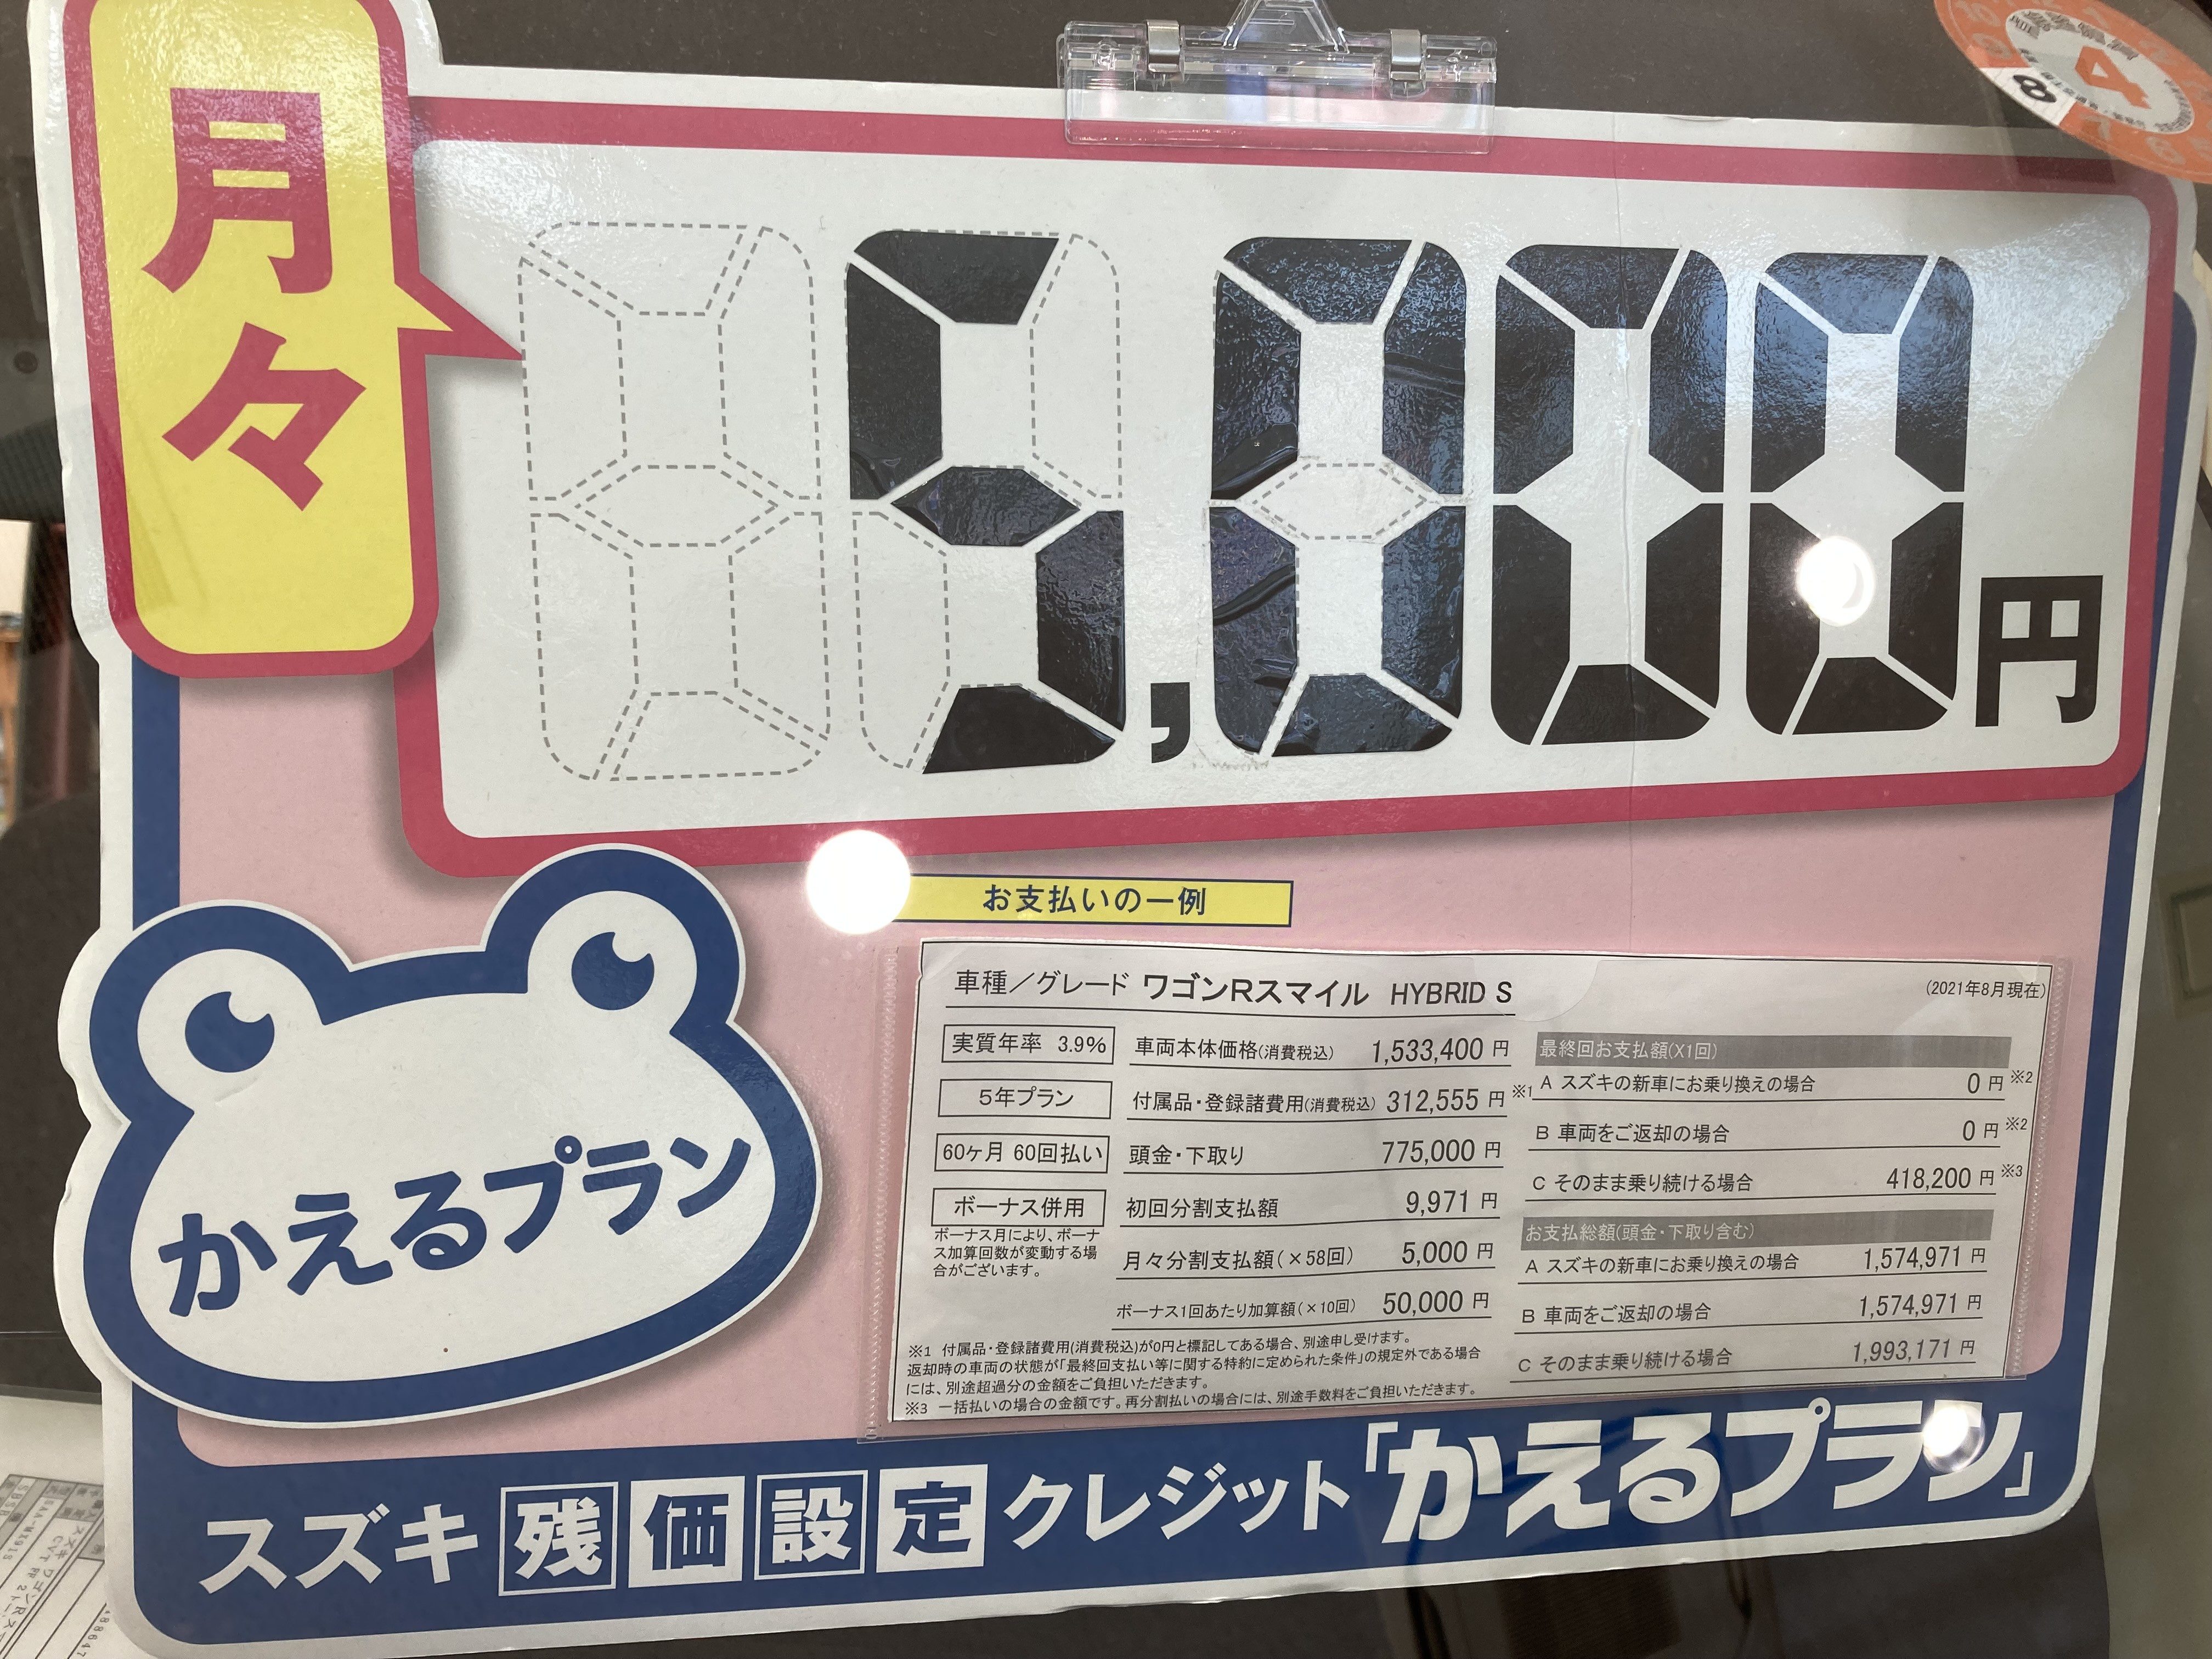 月々
5,000円
お支払いの一例
車種／グレード ワゴンRスマイル HYBRID S
(2021年8月現在)
実質年率 3.9%
5年プラン
60ヶ月 60回払い
ボーナス併用
ボーナス月により、ボーナ
ス加算回数が変動する場
合がございます。
車両本体価格(消費税込) 1,533,400 円
付属品・登録諸費用(消費税込) 312,555 円 ※1
頭金・下取り 775,000 円
初回分割支払額 9,971 円
月々分割支払額(×58回) 5,000 円
ボーナス1回あたり加算額(×10回) 50,000 円
最終回お支払額(X1回)
A スズキの新車にお乗り換えの場合 0 円 ※2
B 車両をご返却の場合 0 円 ※2
C そのまま乗り続ける場合 418,200 円 ※3
お支払総額(頭金・下取り含む)
A スズキの新車にお乗り換えの場合 1,574,971 円
B 車両をご返却の場合 1,574,971 円
C そのまま乗り続ける場合 1,993,171 円
※1 付属品・登録諸費用(消費税込)が0円と標記してある場合、別途申し受けます。
返却時の車両の状態が「最終回支払い等に関する特約に定められた条件」の規定外である場合
には、別途超過分の金額をご負担いただきます。
※3 一括払いの場合の金額です。再分割払いの場合には、別途手数料をご負担いただきます。
かえるプラン
スズキ残価設定クレジット「かえるプラン」
4
8